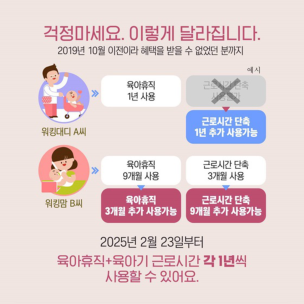 걱정마세요. 이렇게 달라집니다.
2019년 10월 이전이라 혜택을 받을 수 없었던 분까지
예시
워킹대디 A씨
육아휴직
1년 사용
근로시간 단축
1년 추가 사용가능
워킹맘 B씨
육아휴직
9개월 사용
근로시간 단축
3개월 사용
육아휴직
3개월 추가 사용가능
근로시간 단축
9개월 추가 사용가능
2025년 2월 23일부터
육아휴직+육아기 근로시간 각 1년씩
사용할 수 있어요.